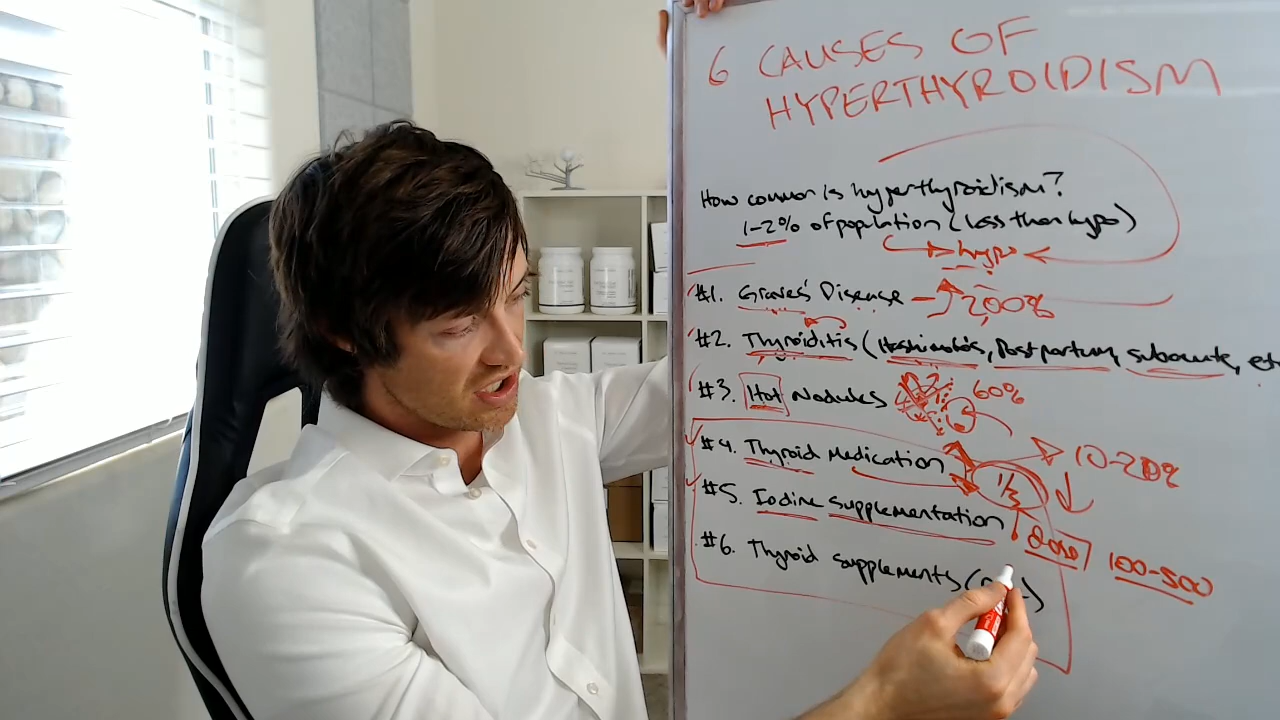 6 CAUSES OF
HYPERTHYROIDISM
How common is hyperthyroidism?
1-2% of population (less than hypo)
hypo
#1. Graves' Disease - 200%
#2. Thyroiditis (Hashimoto's, Postpartum, subacute, etc
#3. Hot Nodules 60%
#4. Thyroid Medication 10-20%
1/3
#5. Iodine supplementation
dose 100-500
#6. Thyroid supplements (